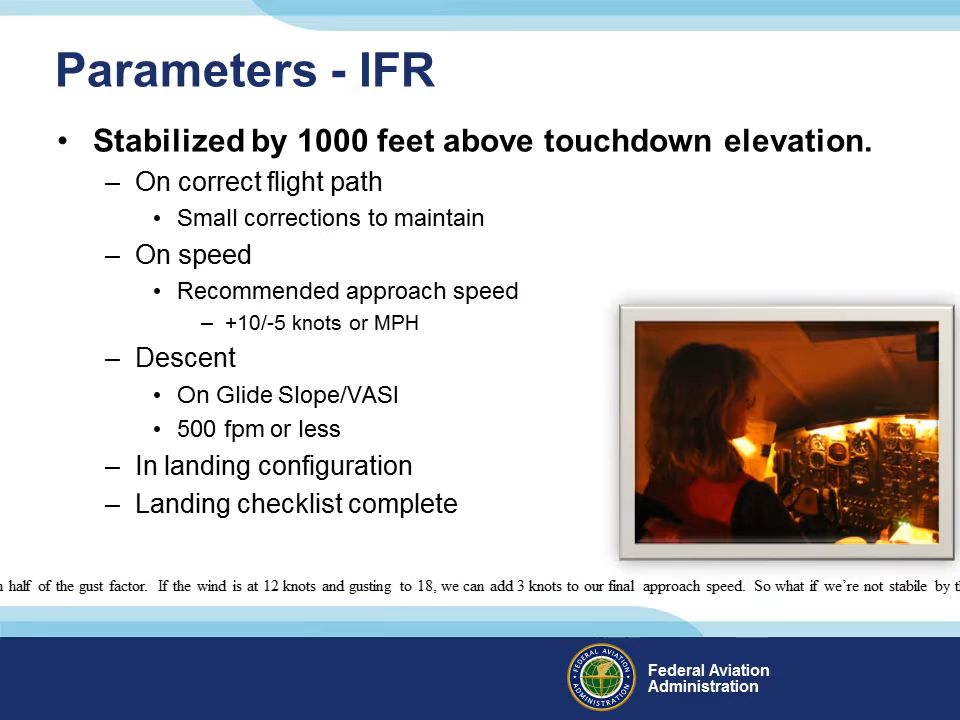 Parameters - IFR
• Stabilized by 1000 feet above touchdown elevation.
– On correct flight path
• Small corrections to maintain
– On speed
• Recommended approach speed
– +10/-5 knots or MPH
– Descent
• On Glide Slope/VASI
• 500 fpm or less
– In landing configuration
– Landing checklist complete
half of the gust factor. If the wind is at 12 knots and gusting to 18, we can add 3 knots to our final approach speed. So what if we're not stabile by
FEDERAL AVIATION
ADMINISTRATION
Federal Aviation
Administration